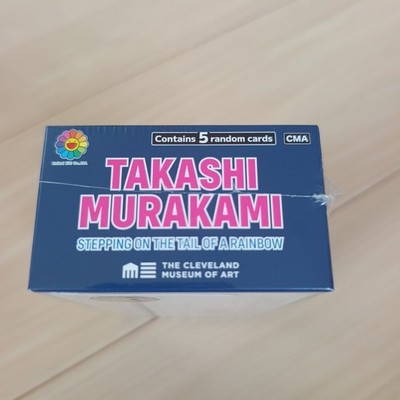 Contains 5 random cards
CMA
TAKASHI
MURAKAMI
STEPPING ON THE TAIL OF A RAINBOW
THE CLEVELAND
MUSEUM OF ART